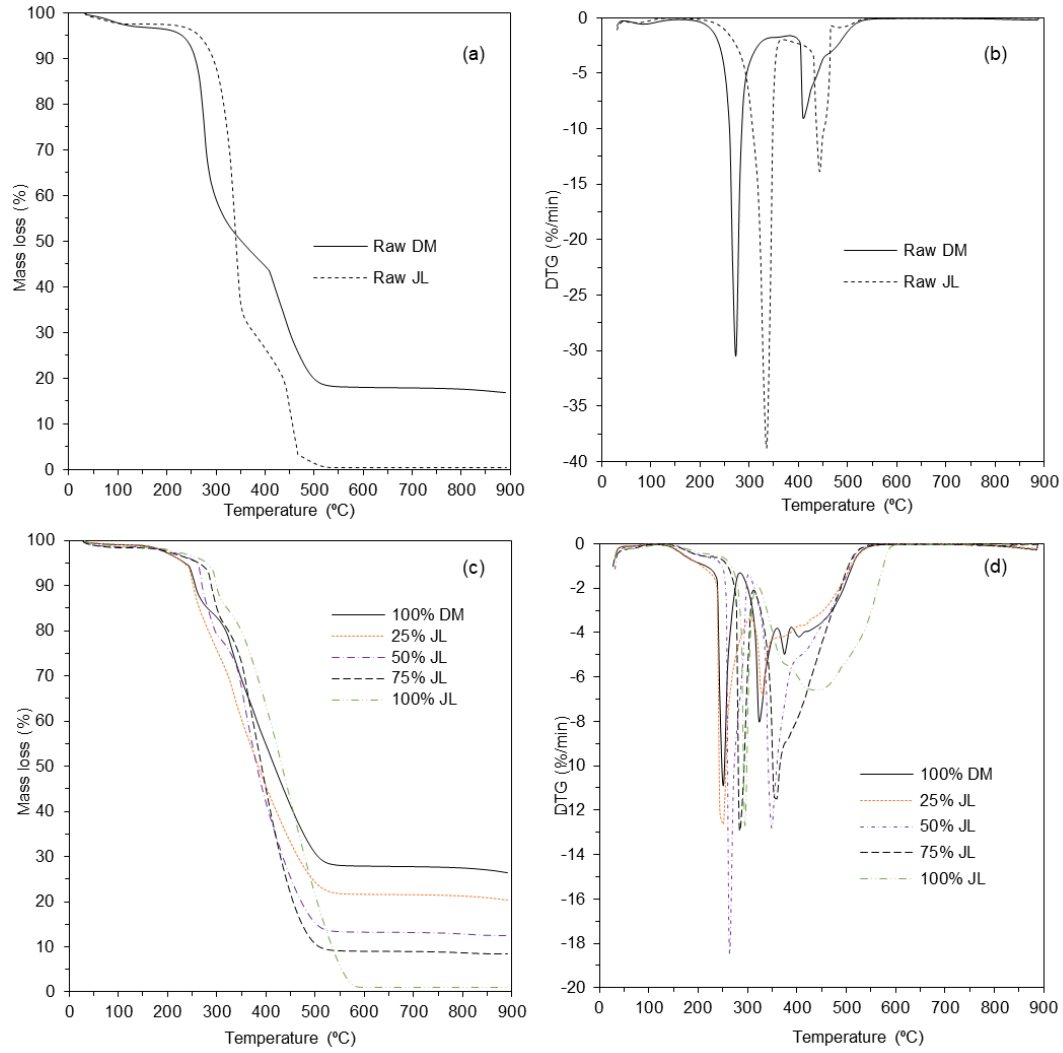 (a)
Mass loss (%)
100
90
80
70
60
50
40
30
20
10
0
Raw DM
Raw JL
0 100 200 300 400 500 600 700 800 900
Temperature (ºC)
(b)
DTG (%/min)
0
-5
-10
-15
-20
-25
-30
-35
-40
Raw DM
Raw JL
0 100 200 300 400 500 600 700 800 900
Temperature (ºC)
(c)
Mass loss (%)
100
90
80
70
60
50
40
30
20
10
0
100% DM
25% JL
50% JL
75% JL
100% JL
0 100 200 300 400 500 600 700 800 900
Temperature (ºC)
(d)
DTG (%/min)
0
-2
-4
-6
-8
-10
-12
-14
-16
-18
-20
100% DM
25% JL
50% JL
75% JL
100% JL
0 100 200 300 400 500 600 700 800 900
Temperature (ºC)